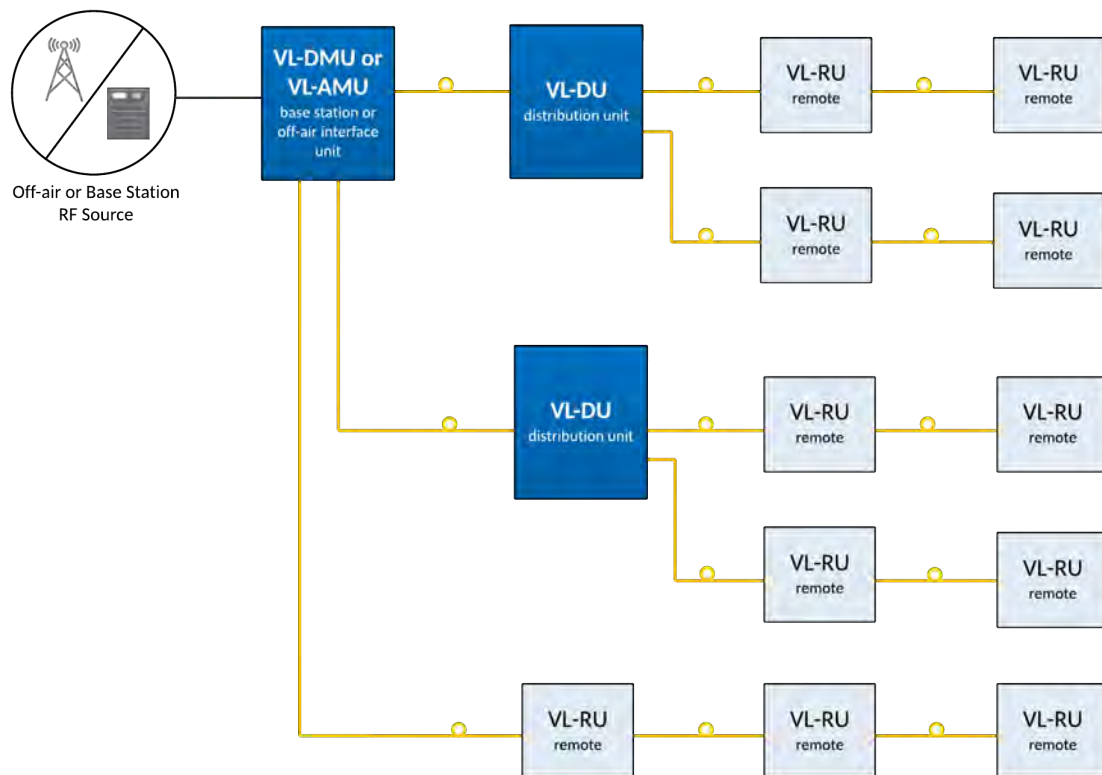 Off-air or Base Station
RF Source
VL-DMU or
VL-AMU
base station or
off-air interface
unit
VL-DU
distribution unit
VL-RU
remote
VL-RU
remote
VL-RU
remote
VL-RU
remote
VL-DU
distribution unit
VL-RU
remote
VL-RU
remote
VL-RU
remote
VL-RU
remote
VL-RU
remote
VL-RU
remote
VL-RU
remote